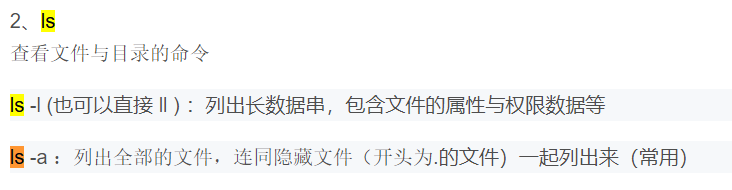 2、ls
查看文件与目录的命令
ls -l (也可以直接 ll )：列出长数据串，包含文件的属性与权限数据等
ls -a ：列出全部的文件，连同隐藏文件（开头为.的文件）一起列出来（常用）